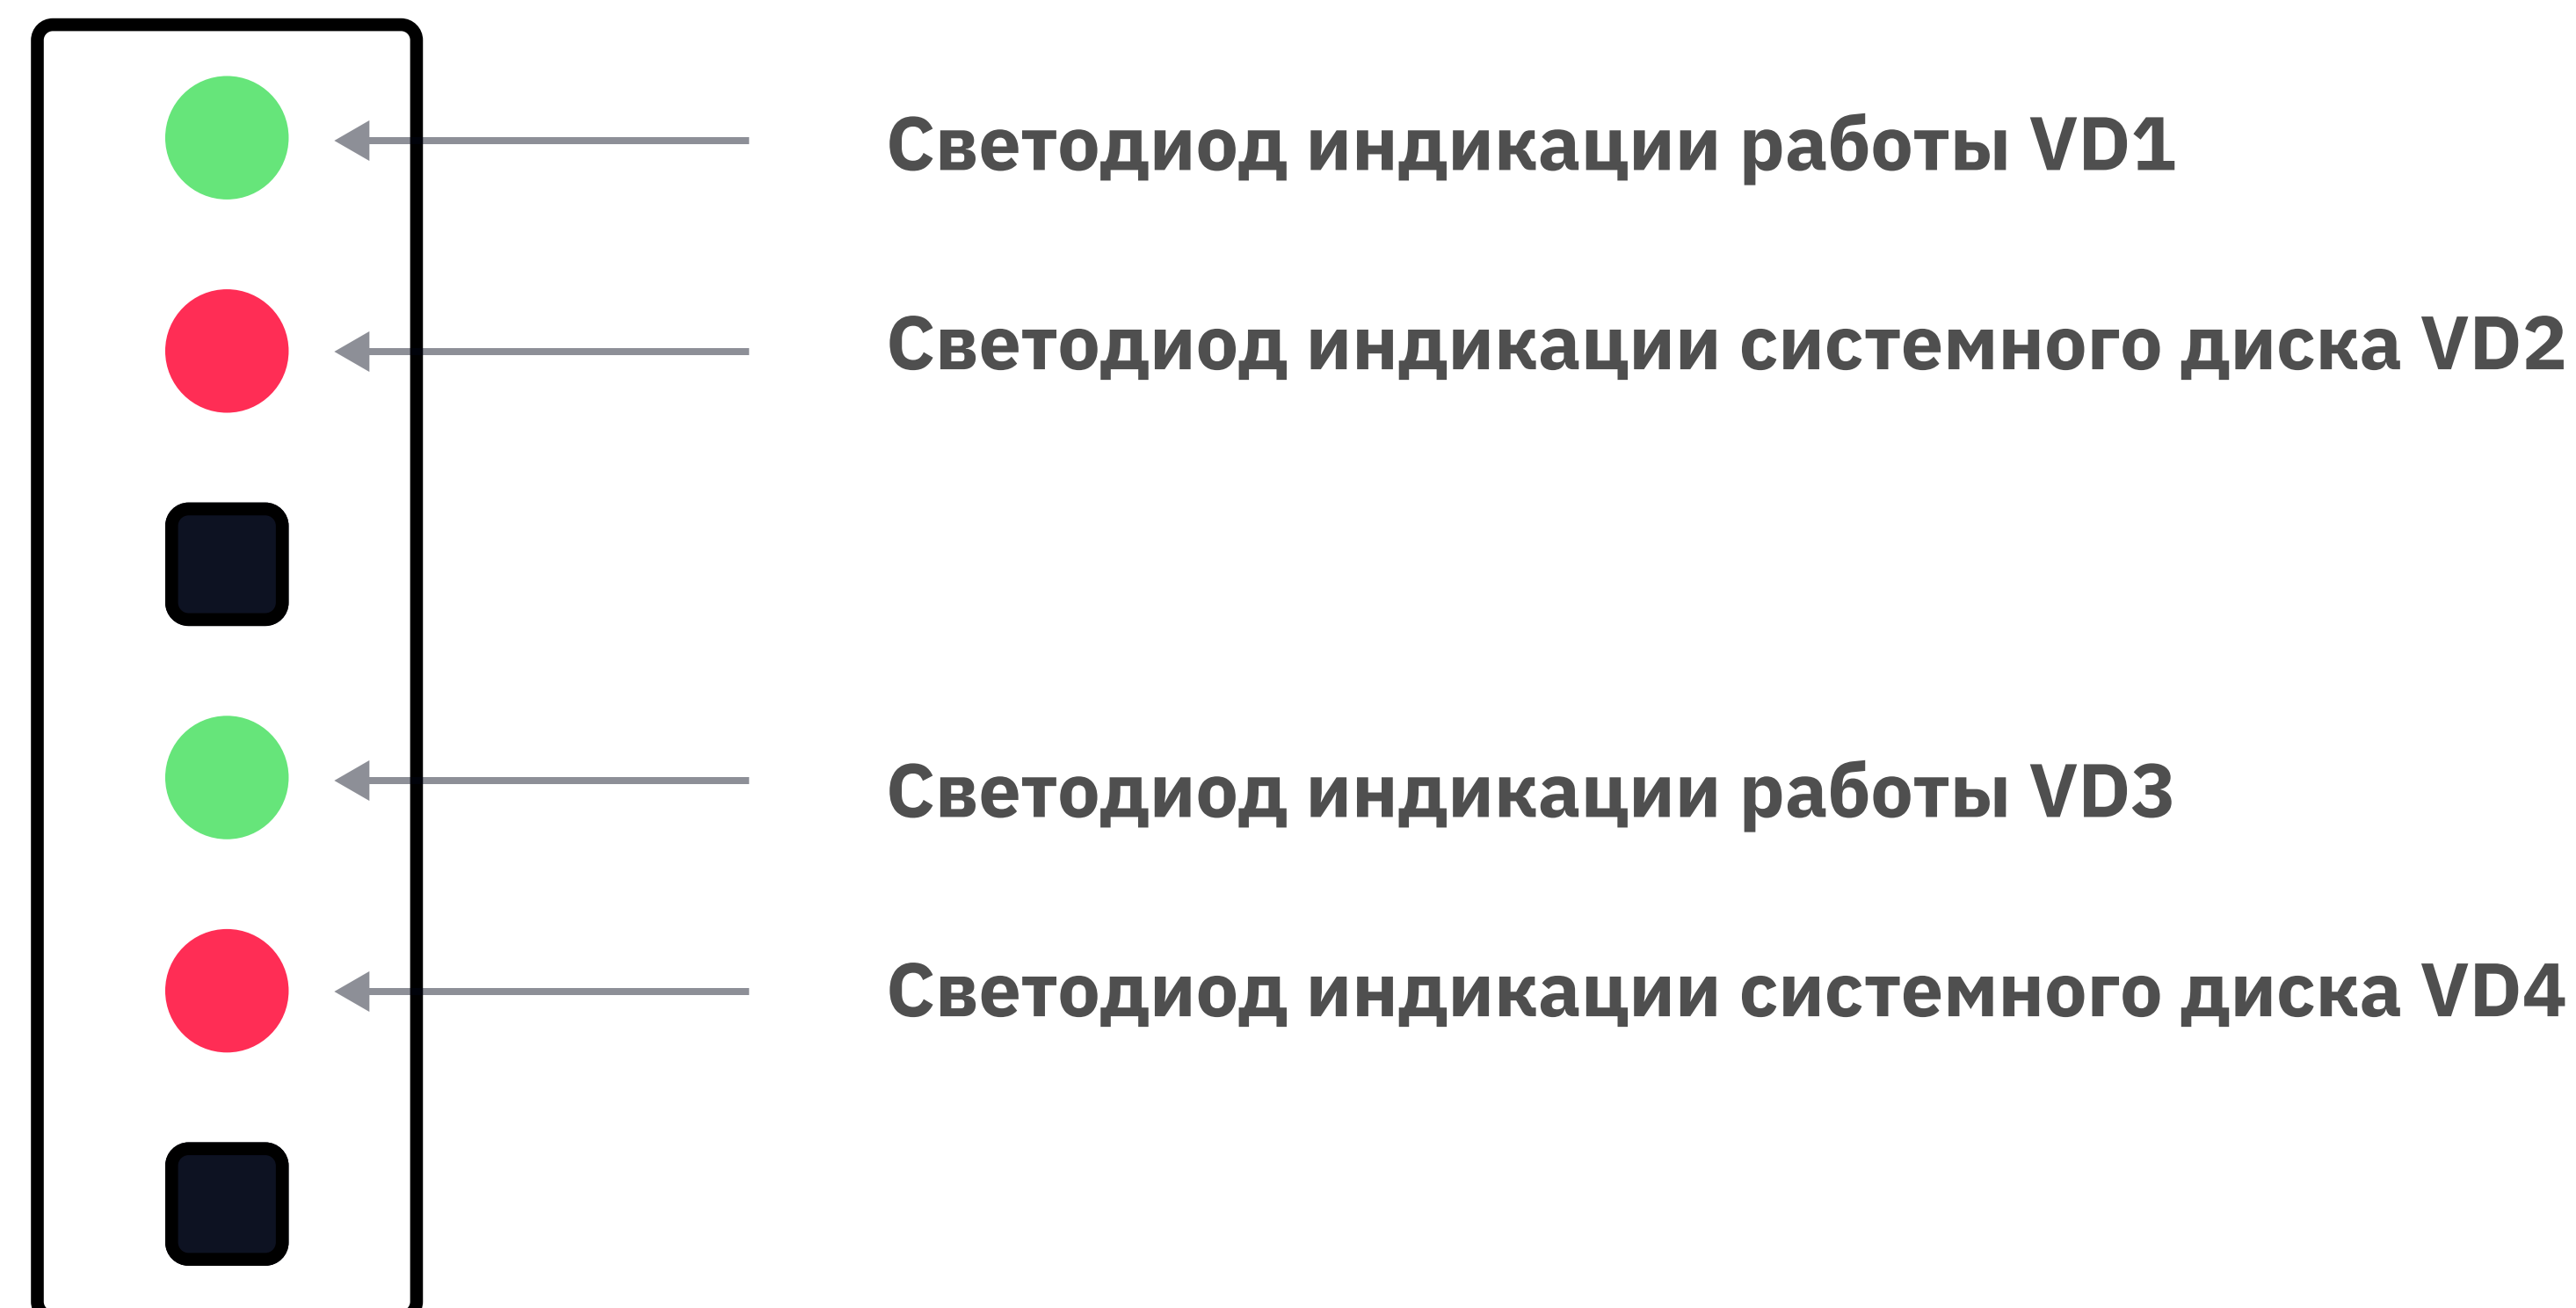 Светодиод индикации работы VD1
Светодиод индикации системного диска VD2
Светодиод индикации работы VD3
Светодиод индикации системного диска VD4